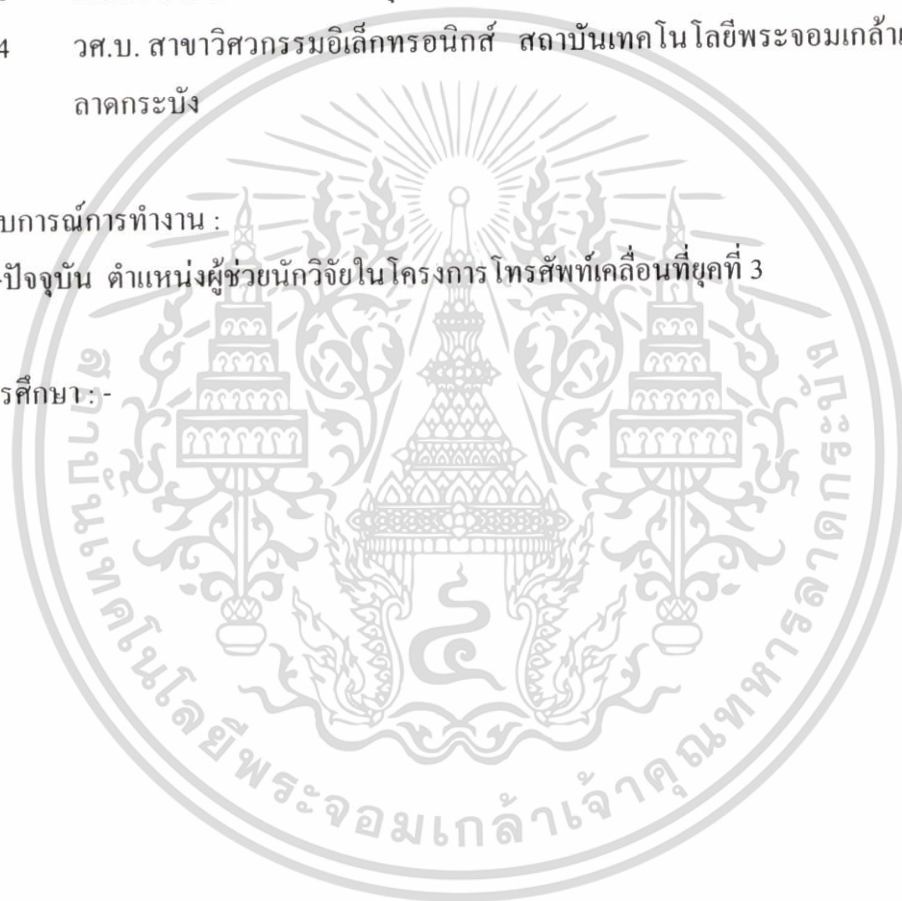 4 วศ.บ. สาขาวิศวกรรมอิเล็กทรอนิกส์ สถาบันเทคโนโลยีพระจอมเกล้า
ลาดกระบัง
บการณ์การทำงาน :
-ปัจจุบัน ตำแหน่งผู้ช่วยนักวิจัยในโครงการโทรศัพท์เคลื่อนที่ยุคที่ 3
รศึกษา : -
สถาบันเทคโนโลยีพระจอมเกล้าเจ้าคุณทหารลาดกระบัง